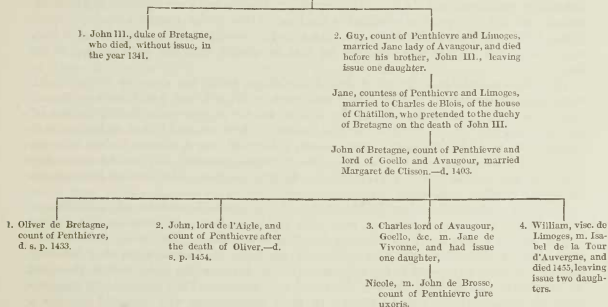 1. John III., duke of Bretagne,
who died, without issue, in
the year 1341.
2. Guy, count of Penthievre and Limoges,
married Jane lady of Avaugour, and died
before his brother, John III., leaving
issue one daughter.
Jane, countess of Penthievre and Limoges,
married to Charles de Blois, of the house
of Châtillon, who pretended to the duchy
of Bretagne on the death of John III.
John of Bretagne, count of Penthievre and
lord of Goello and Avaugour, married
Margaret de Clisson.—d. 1403.
1. Oliver de Bretagne,
count of Penthievre,
d. s. p. 1433.
2. John, lord de l'Aigle, and
count of Penthievre after
the death of Oliver.—d.
s. p. 1454.
3. Charles lord of Avaugour,
Goello, &c. m. Jane de
Vivonne, and had issue
one daughter,
Nicole, m. John de Brosso,
count of Penthievre jure
uxoris.
4. William, visc. de
Limoges, m. Isa-
bel de la Tour
d'Auvergne, and
died 1455, leaving
issue two daugh-
ters.